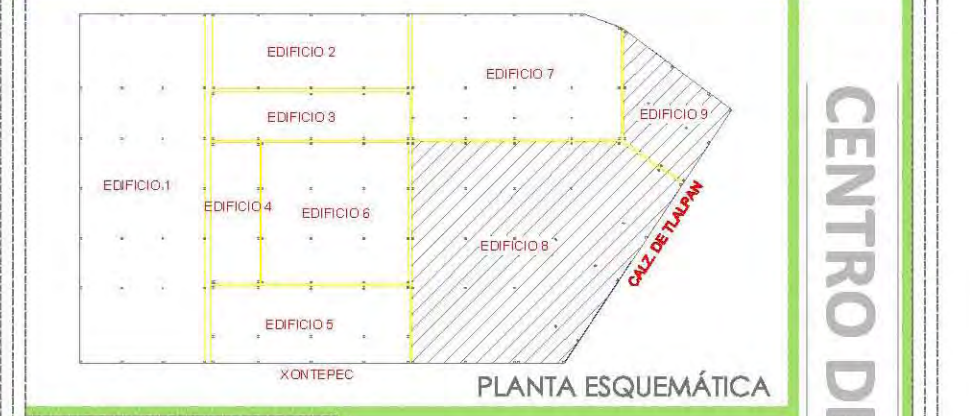 EDIFICIO 2
EDIFICIO 7
EDIFICIO 3
EDIFICIO 9
EDIFICIO 1
EDIFICIO 4
EDIFICIO 6
EDIFICIO 8
CALZ. DE TLALPAN
EDIFICIO 5
XONTEPEC
PLANTA ESQUEMÁTICA
CENTRO